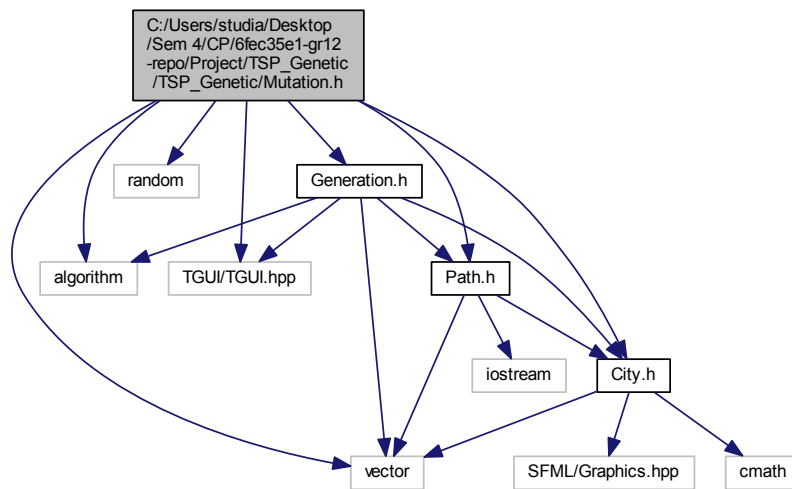 C:/Users/studia/Desktop
/Sem 4/CP/6fec35e1-gr12
-repo/Project/TSP_Genetic
/TSP_Genetic/Mutation.h
random
Generation.h
algorithm
TGUI/TGUI.hpp
Path.h
iostream
City.h
vector
SFML/Graphics.hpp
cmath